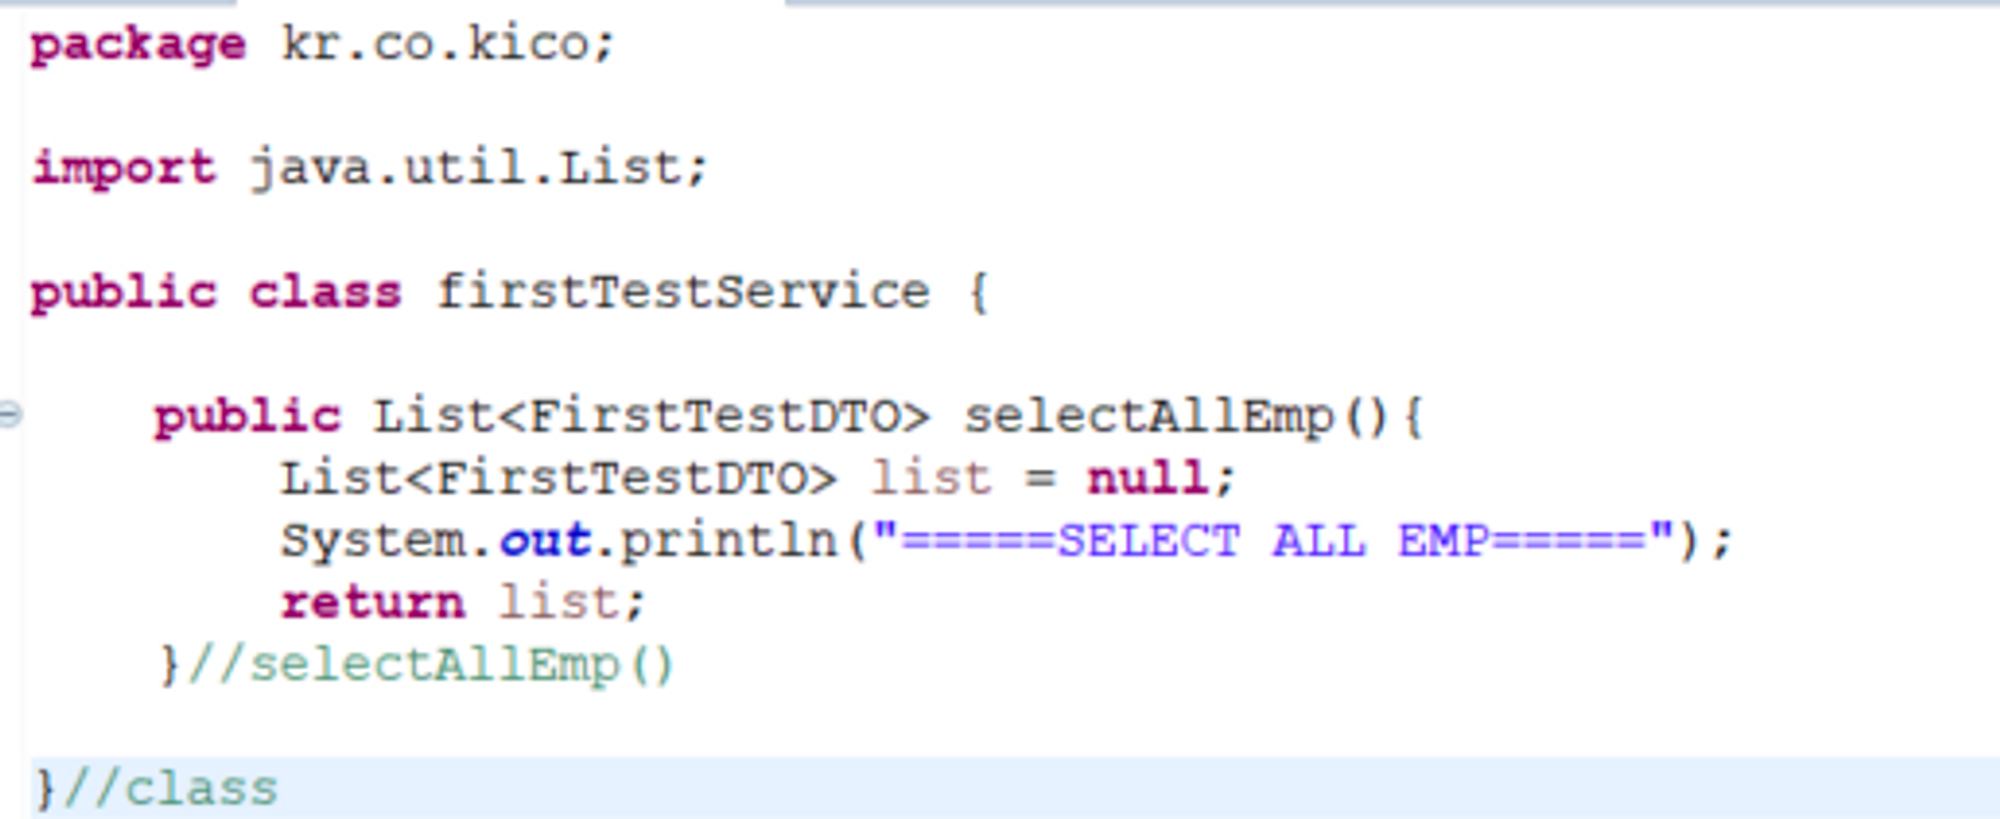 package kr.co.kico;
import java.util.List;
public class firstTestService {
public List<FirstTestDTO> selectAllEmp(){
List<FirstTestDTO> list = null;
System.out.println("=====SELECT ALL EMP=====");
return list;
}//selectAllEmp()
}//class